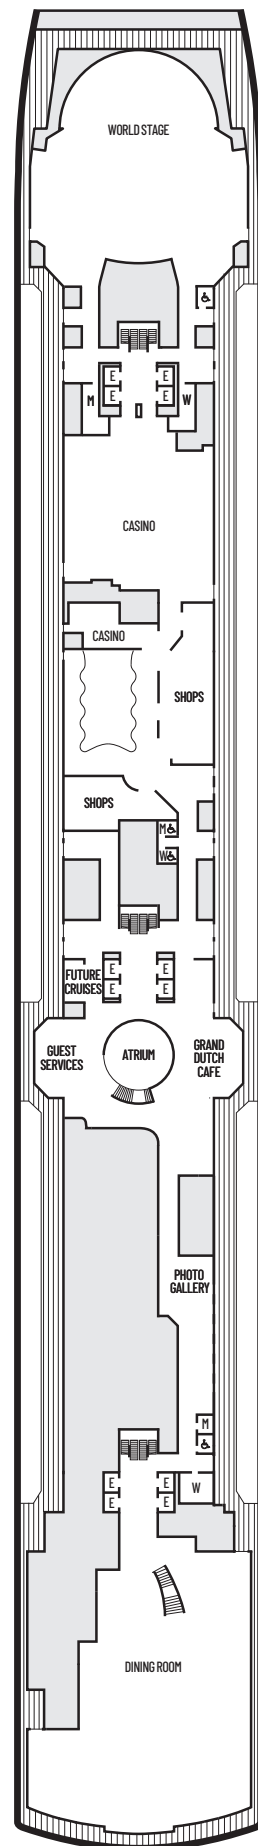 WORLD STAGE
E
E
E
E
M
W
CASINO
CASINO
SHOPS
SHOPS
M
W
E
E
E
E
FUTURE
CRUISES
GUEST
SERVICES
ATRIUM
GRAND
DUTCH
CAFE
PHOTO
GALLERY
M
E
E
E
E
W
DINING ROOM